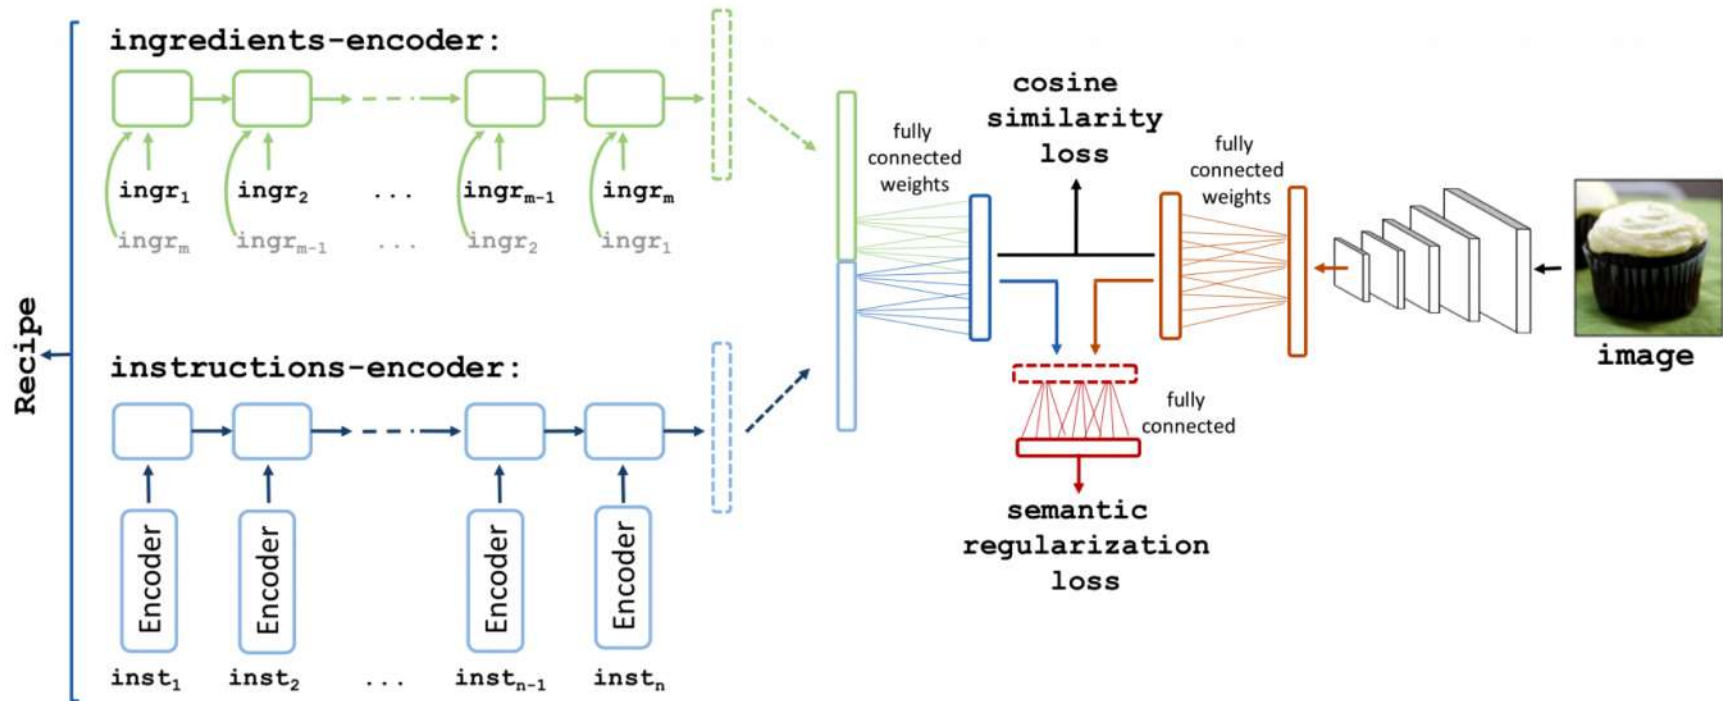 Recipe
ingredients-encoder:
ingr1 ingr2 ... ingrm-1 ingrm
ingrm ingrm-1 ... ingr2 ingr1
instructions-encoder:
Encoder Encoder Encoder Encoder
inst1 inst2 ... instn-1 instn
fully
connected
weights
cosine
similarity
loss
fully
connected
weights
fully
connected
semantic
regularization
loss
image